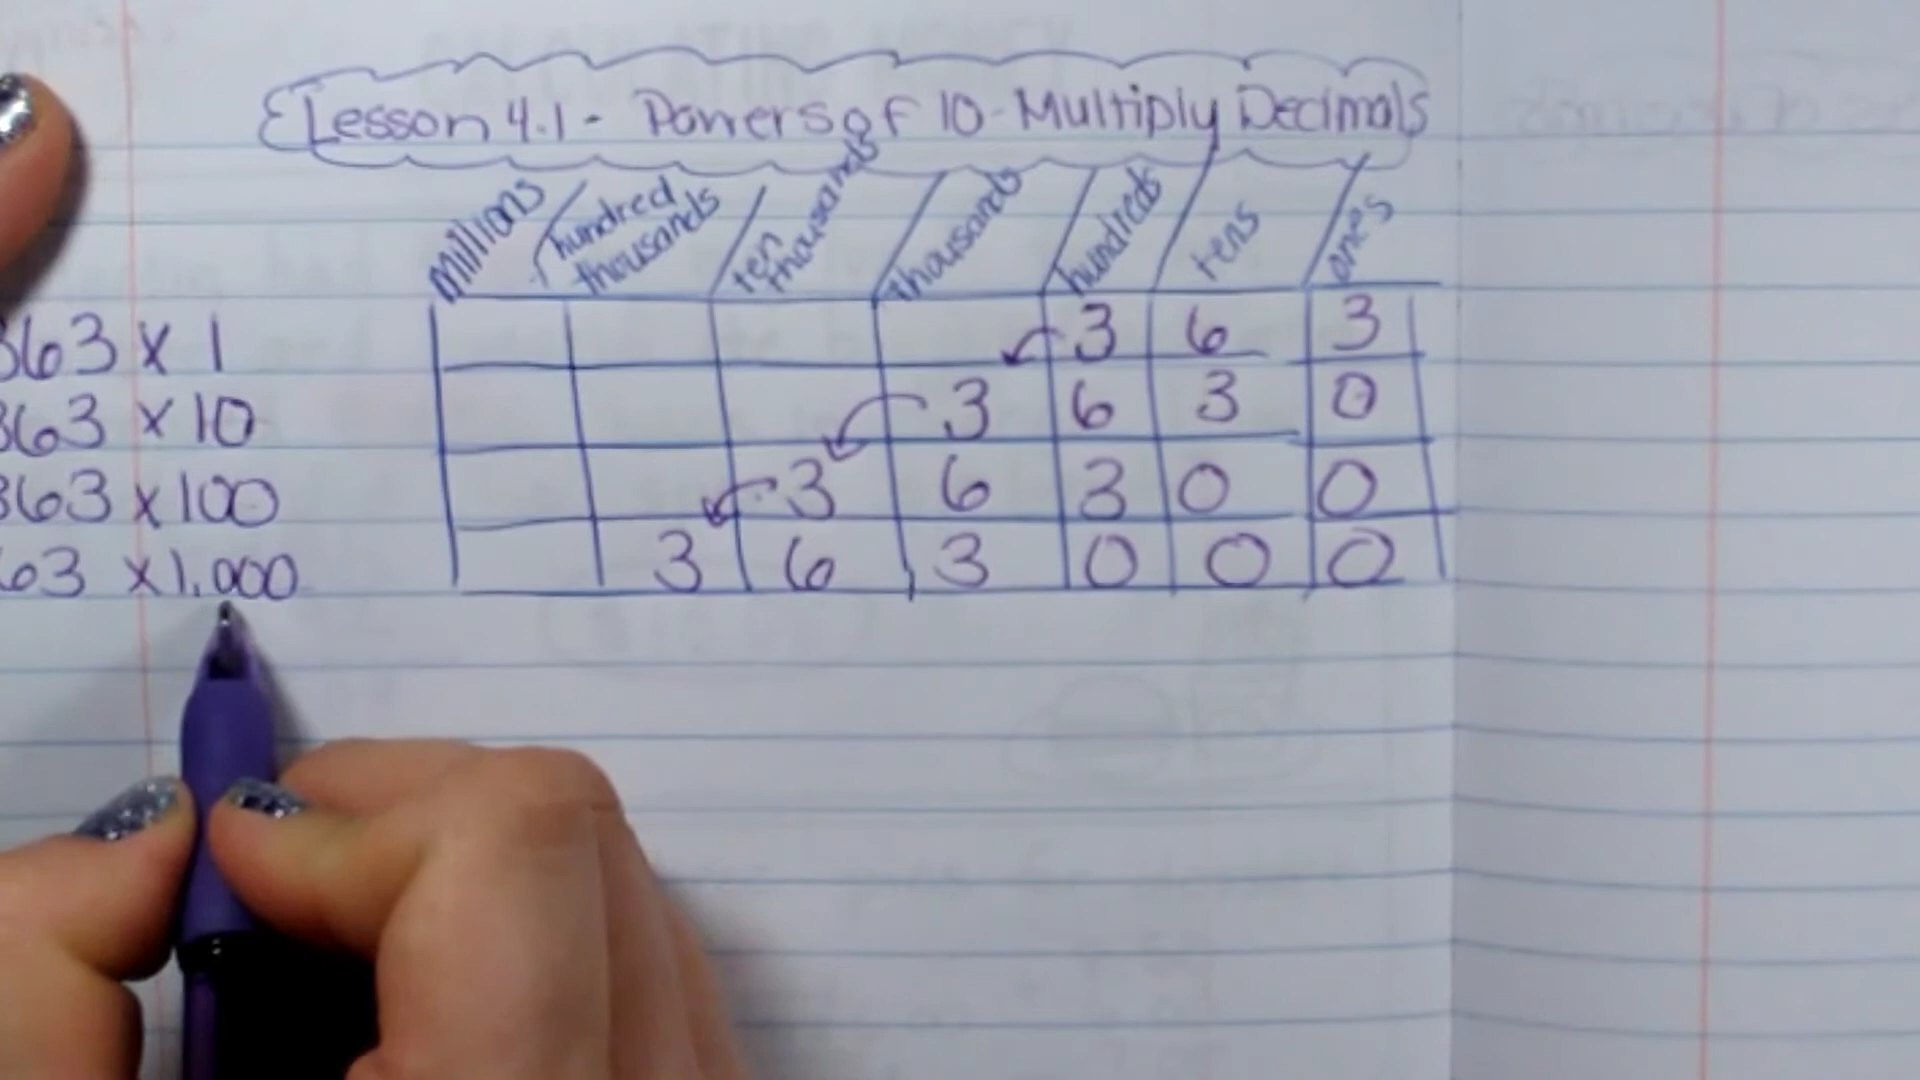 Lesson 4.1 - Powers of 10 - Multiply Decimals
millions hundred thousands ten thousands thousands hundreds tens ones
363 x 1 3 6 3
363 x 10 3 6 3 0
363 x 100 3 6 3 0 0
63 x 1,000 3 6 3 0 0 0